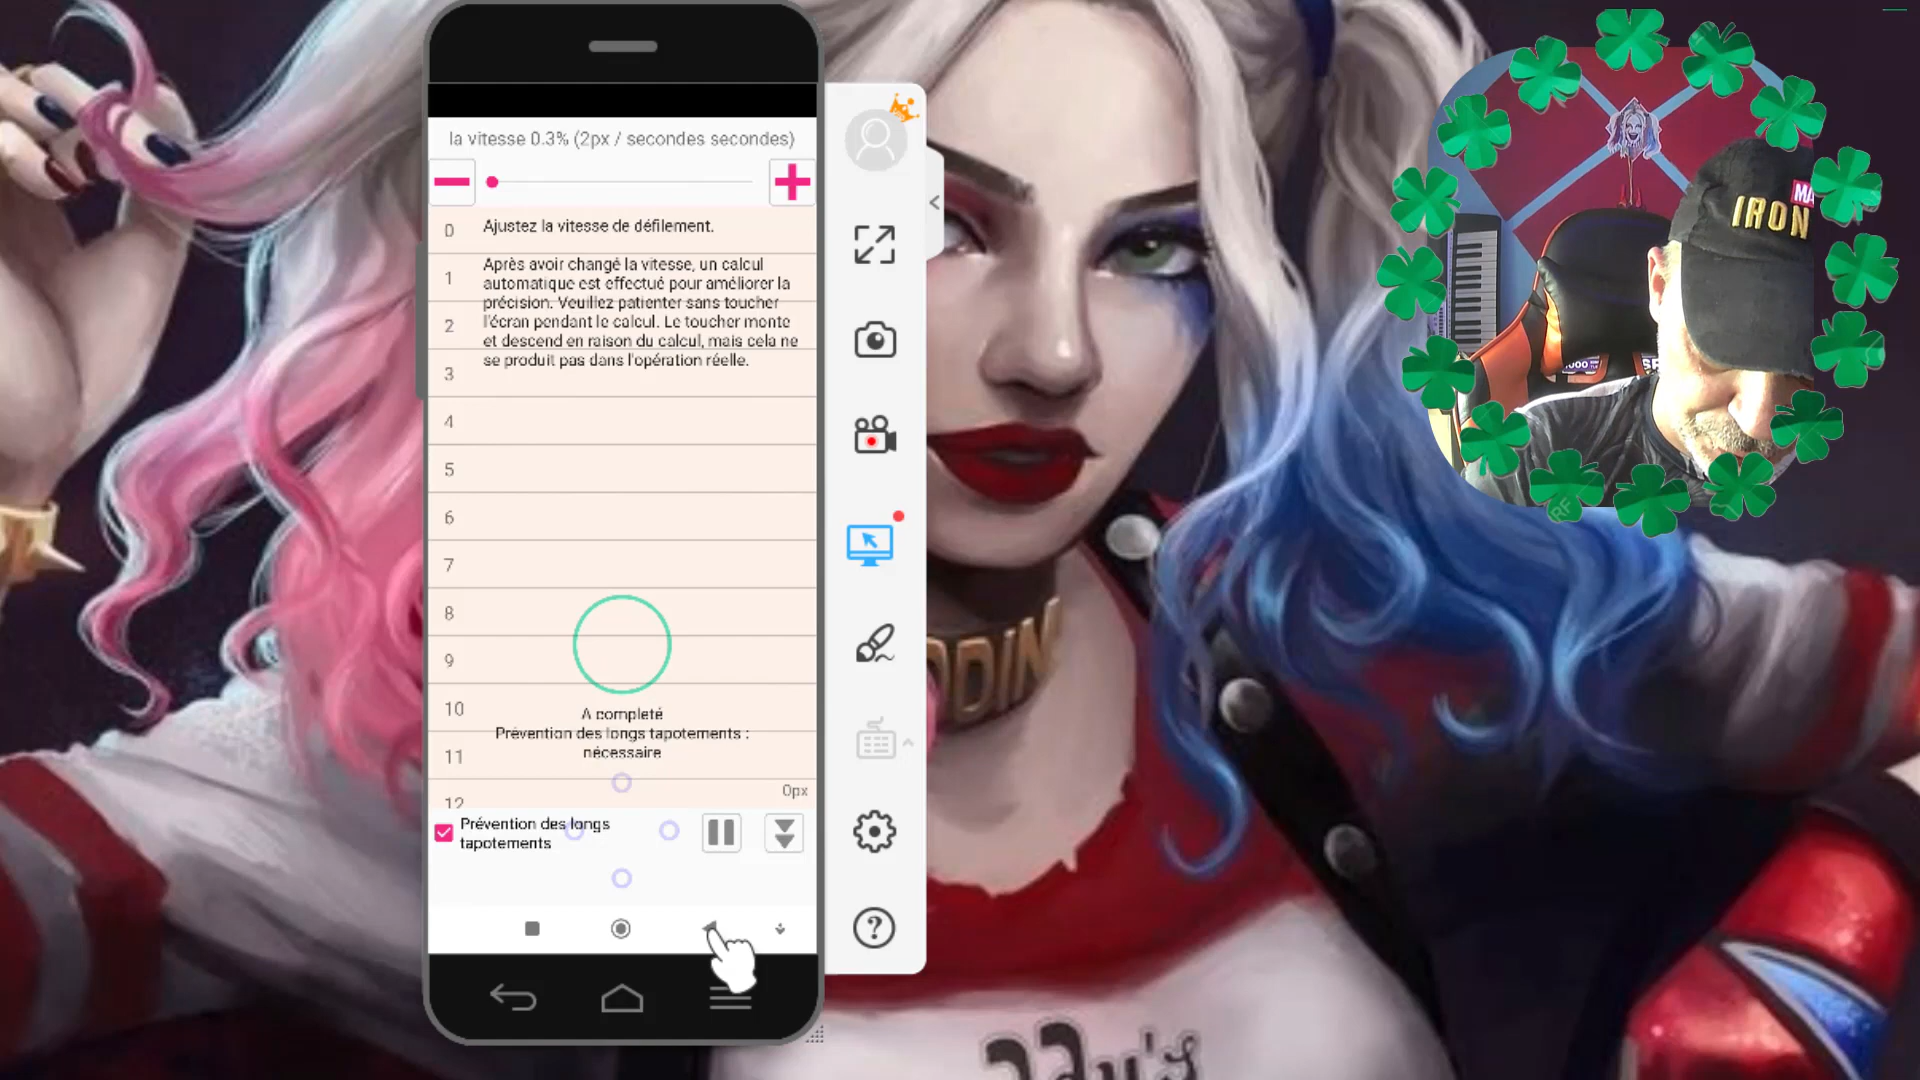 la vitesse 0.3% (2px / secondes secondes)
0
Ajustez la vitesse de défilement.
1
Après avoir changé la vitesse, un calcul
automatique est effectué pour améliorer la
précision. Veuillez patienter sans toucher
2
l'écran pendant le calcul. Le toucher monte
et descend en raison du calcul, mais cela ne
se produit pas dans l'opération réelle.
3
4
5
6
7
8
9
10
A completé
Prévention des longs tapotements :
nécessaire
11
0px
12
Prévention des longs
tapotements
IRON
MA
RF